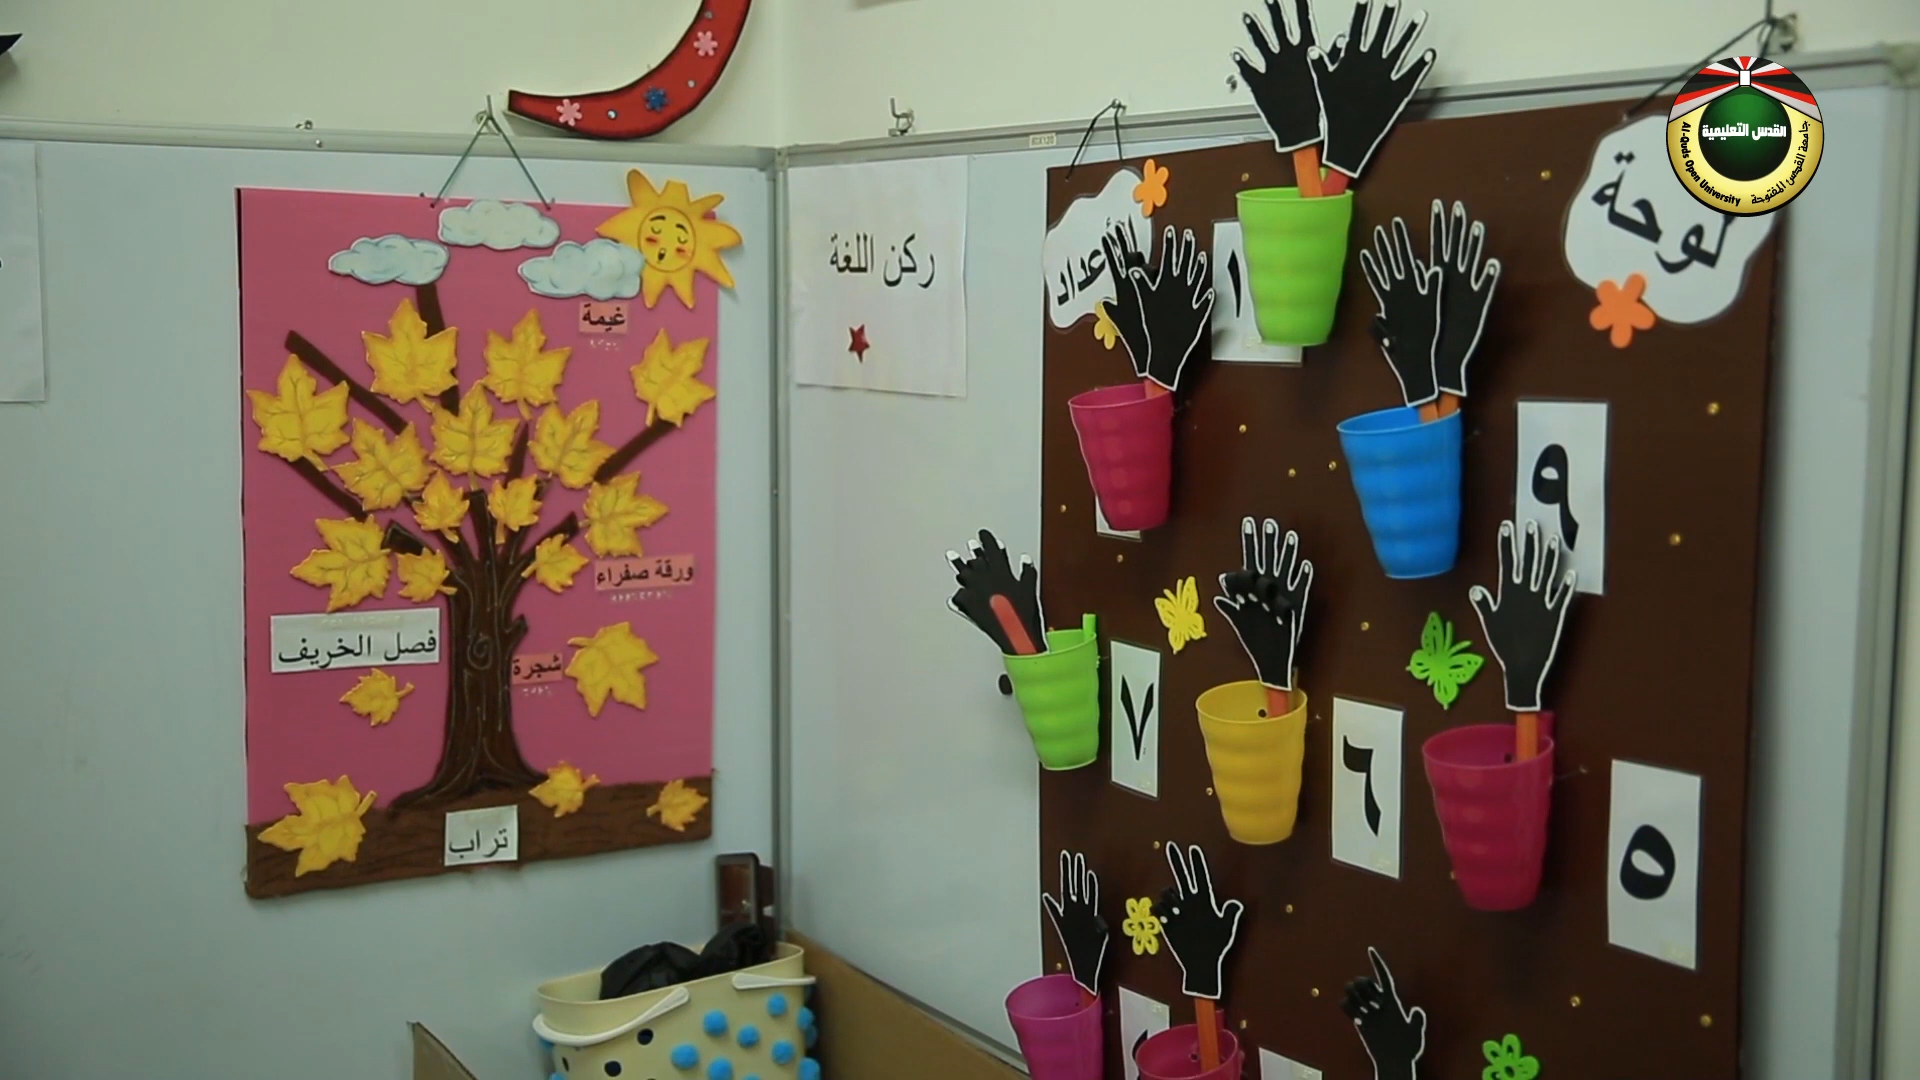 غيمة
ورقة صفراء
فصل الخريف
شجرة
تراب
ركن اللغة
لوحة
الأعداد
١
٩
٧
٦
٥
القدس التعليمية
جامعة القدس المفتوحة
Al-Quds Open University